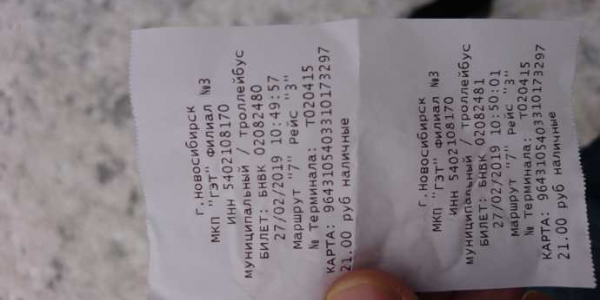 г.Новосибирск
МКП "ГЭТ" Филиал №3
ИНН 5402108170
муниципальный / троллейбус
БИЛЕТ: БНВК 02082480
27/02/2019 10:49:57
Маршрут "7" Рейс "3"
№ Терминала: Т020415
КАРТА: 9643105403310173297
21.00 руб наличные
г.Новосибирск
МКП "ГЭТ" Филиал №3
ИНН 5402108170
муниципальный / троллейбус
БИЛЕТ: БНВК 02082481
27/02/2019 10:50:01
Маршрут "7" Рейс "3"
№ Терминала: Т020415
КАРТА: 9643105403310173297
21.00 руб наличные